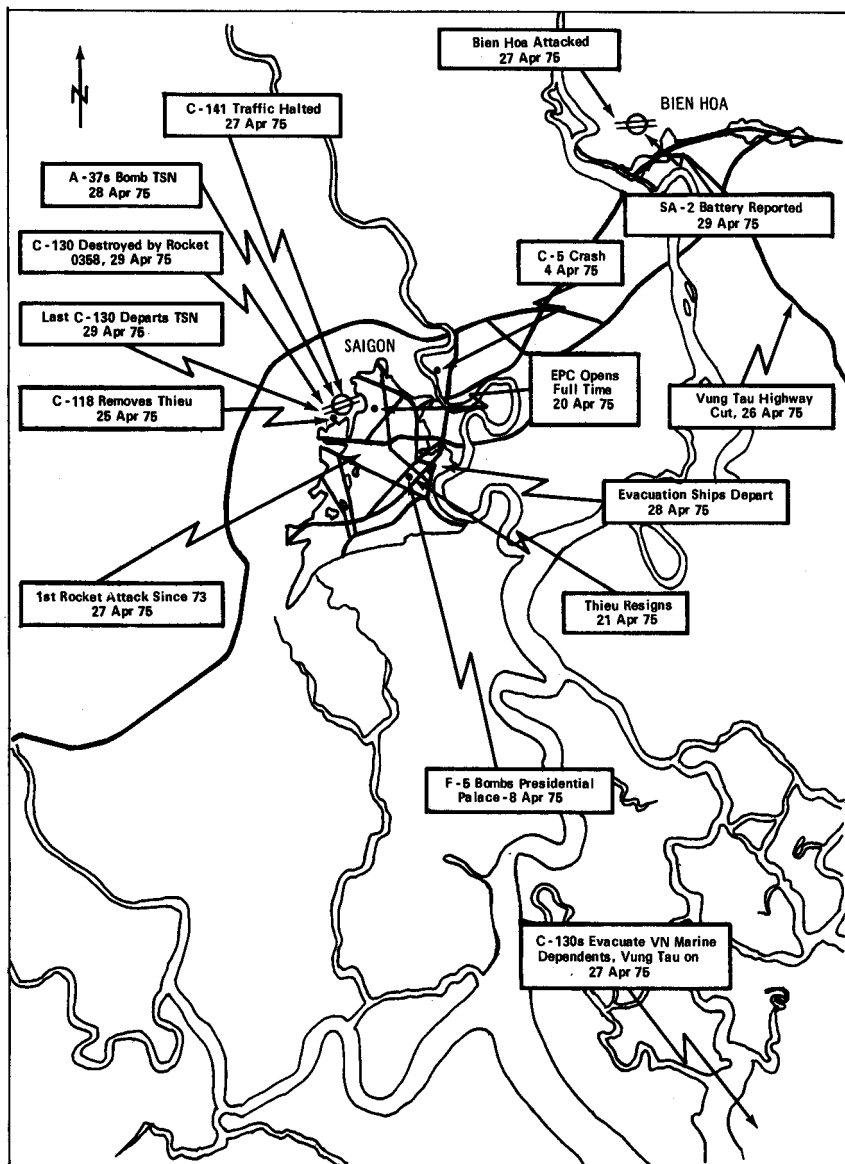 Bien Hoa Attacked
27 Apr 75
N
BIEN HOA
C-141 Traffic Halted
27 Apr 75
A-37s Bomb TSN
28 Apr 75
SA-2 Battery Reported
29 Apr 75
C-130 Destroyed by Rocket
0358, 29 Apr 75
C-5 Crash
4 Apr 75
Last C-130 Departs TSN
29 Apr 75
SAIGON
EPC Opens
Full Time
20 Apr 75
C-118 Removes Thieu
25 Apr 75
Vung Tau Highway
Cut, 26 Apr 75
Evacuation Ships Depart
28 Apr 75
1st Rocket Attack Since 73
27 Apr 75
Thieu Resigns
21 Apr 75
F-5 Bombs Presidential
Palace-8 Apr 75
C-130s Evacuate VN Marine
Dependents, Vung Tau on
27 Apr 75